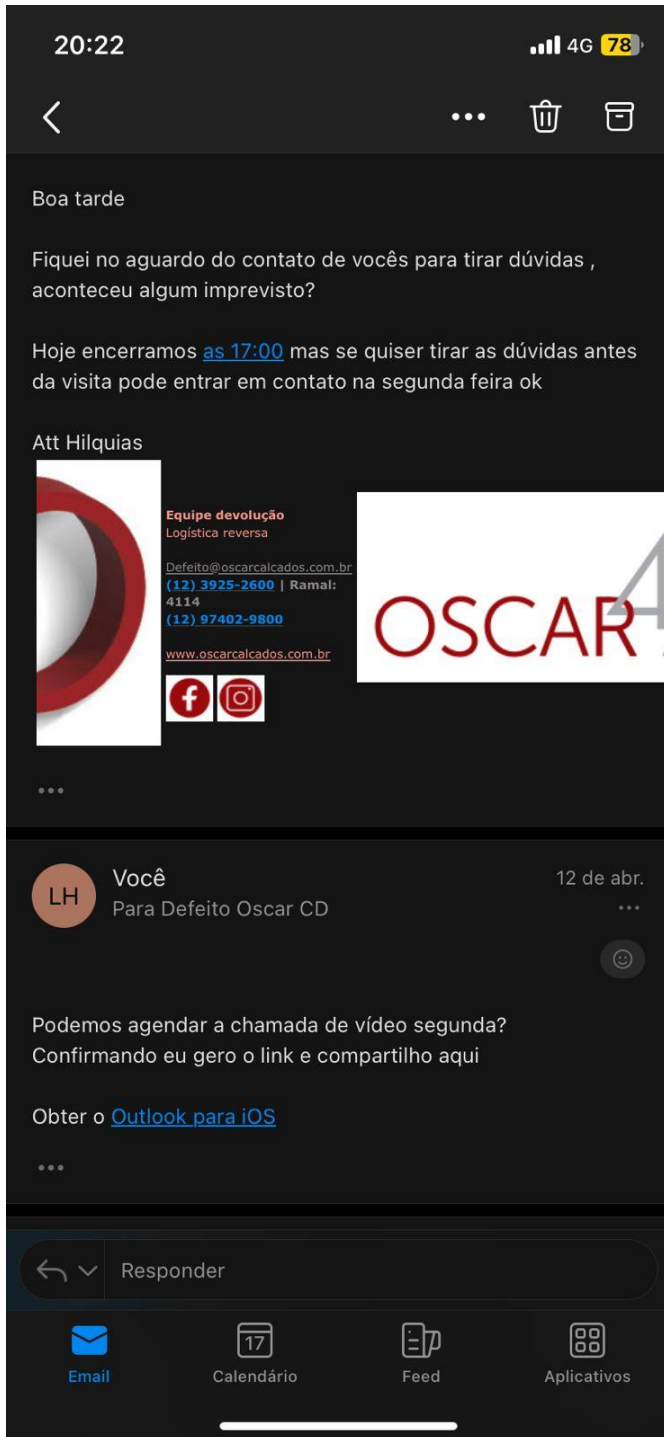 20:22
4G 78
Boa tarde
Fiquei no aguardo do contato de vocês para tirar dúvidas ,
aconteceu algum imprevisto?
Hoje encerramos as 17:00 mas se quiser tirar as dúvidas antes
da visita pode entrar em contato na segunda feira ok
Att Hilquias
Equipe devolução
Logística reversa
Defeito@oscarcalcados.com.br
(12) 3925-2600 | Ramal:
4114
(12) 97402-9800
www.oscarcalcados.com.br
OSCAR 4
LH
Você
12 de abr.
Para Defeito Oscar CD
Podemos agendar a chamada de vídeo segunda?
Confirmando eu gero o link e compartilho aqui
Obter o Outlook para iOS
Responder
17
Email
Calendário
Feed
Aplicativos